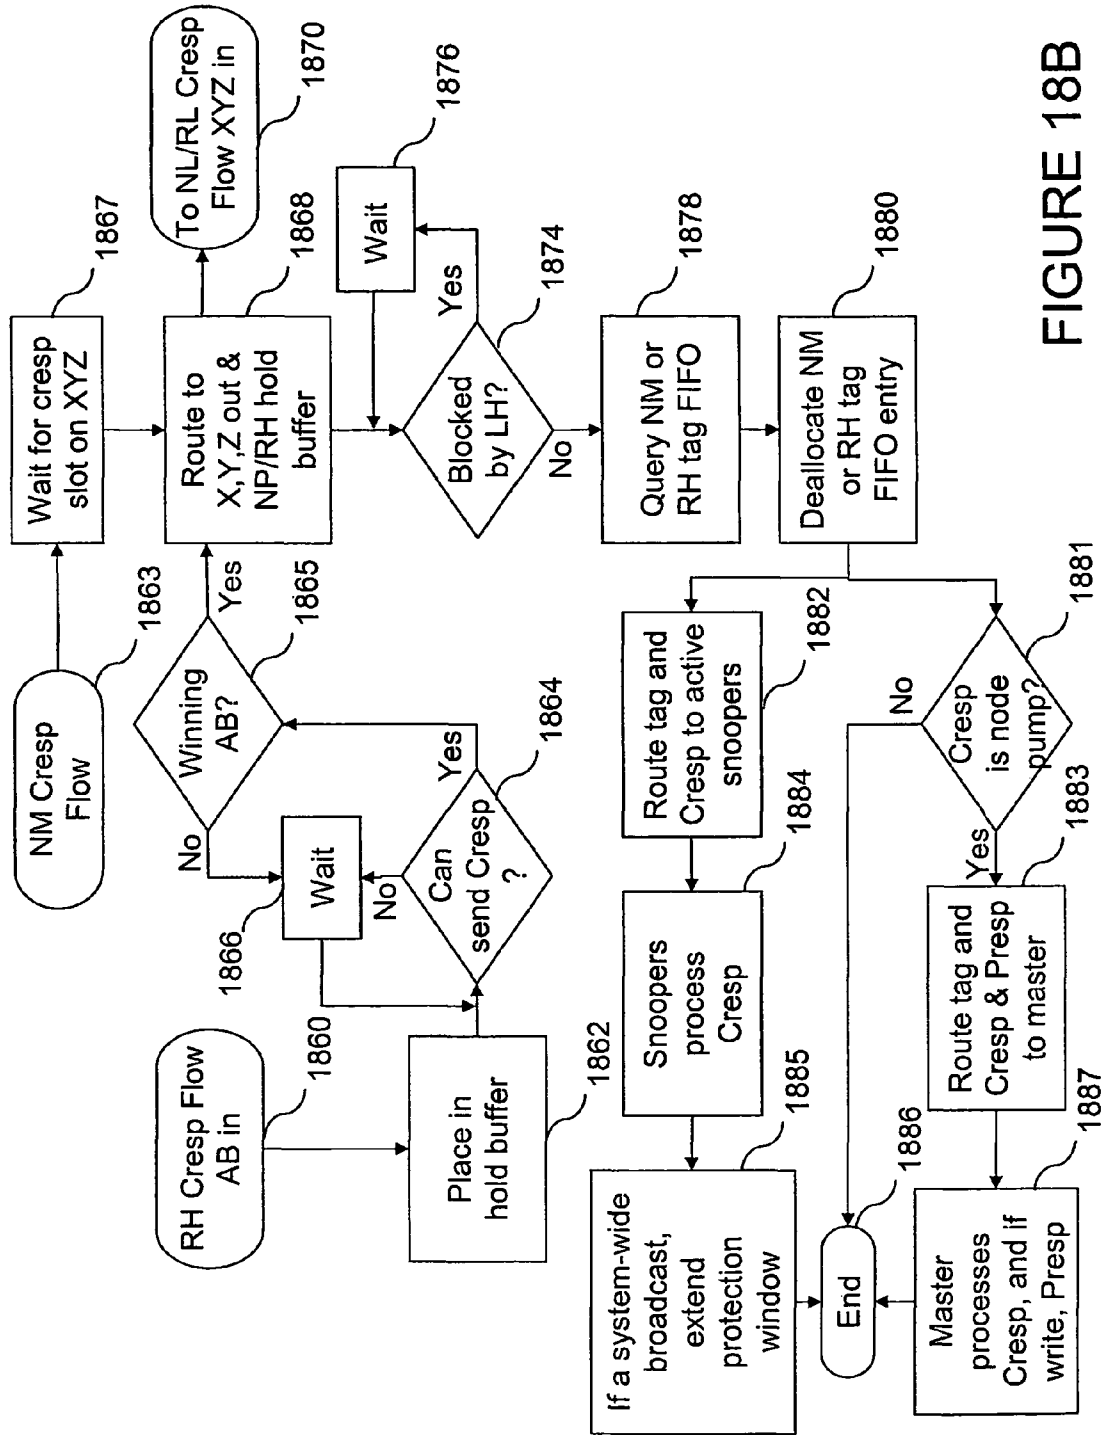 RH Cresp Flow
AB in
1860
Place in
hold buffer
1862
NM Cresp
Flow
1863
Wait for cresp
slot on XYZ
1867
Can
send Cresp
?
1864
Yes
No
Wait
1866
Winning
AB?
1865
No
Yes
Route to
X,Y,Z out &
NP/RH hold
buffer
1868
To NL/RL Cresp
Flow XYZ in
1870
Blocked
by LH?
1874
Yes
Wait
1876
No
Query NM or
RH tag FIFO
1878
Deallocate NM
or RH tag
FIFO entry
1880
Route tag and
Cresp to active
snoopers
1882
Snoopers
process
Cresp
1884
If a system-wide
broadcast,
extend
protection
window
1885
Cresp
is node
pump?
1881
No
Yes
Route tag and
Cresp & Presp
to master
1883
Master
processes
Cresp, and if
write, Presp
1887
End
1886
FIGURE 18B